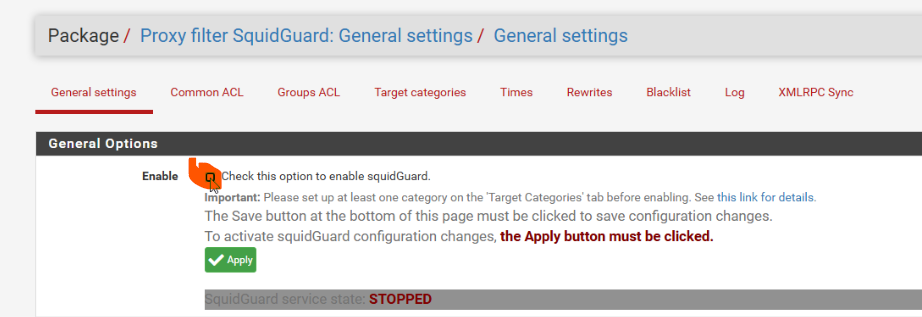 Package / Proxy filter SquidGuard: General settings / General settings
General settings Common ACL Groups ACL Target categories Times Rewrites Blacklist Log XMLRPC Sync
General Options
Enable Check this option to enable squidGuard.
Important: Please set up at least one category on the 'Target Categories' tab before enabling. See this link for details.
The Save button at the bottom of this page must be clicked to save configuration changes.
To activate squidGuard configuration changes, the Apply button must be clicked.
Apply
SquidGuard service state: STOPPED